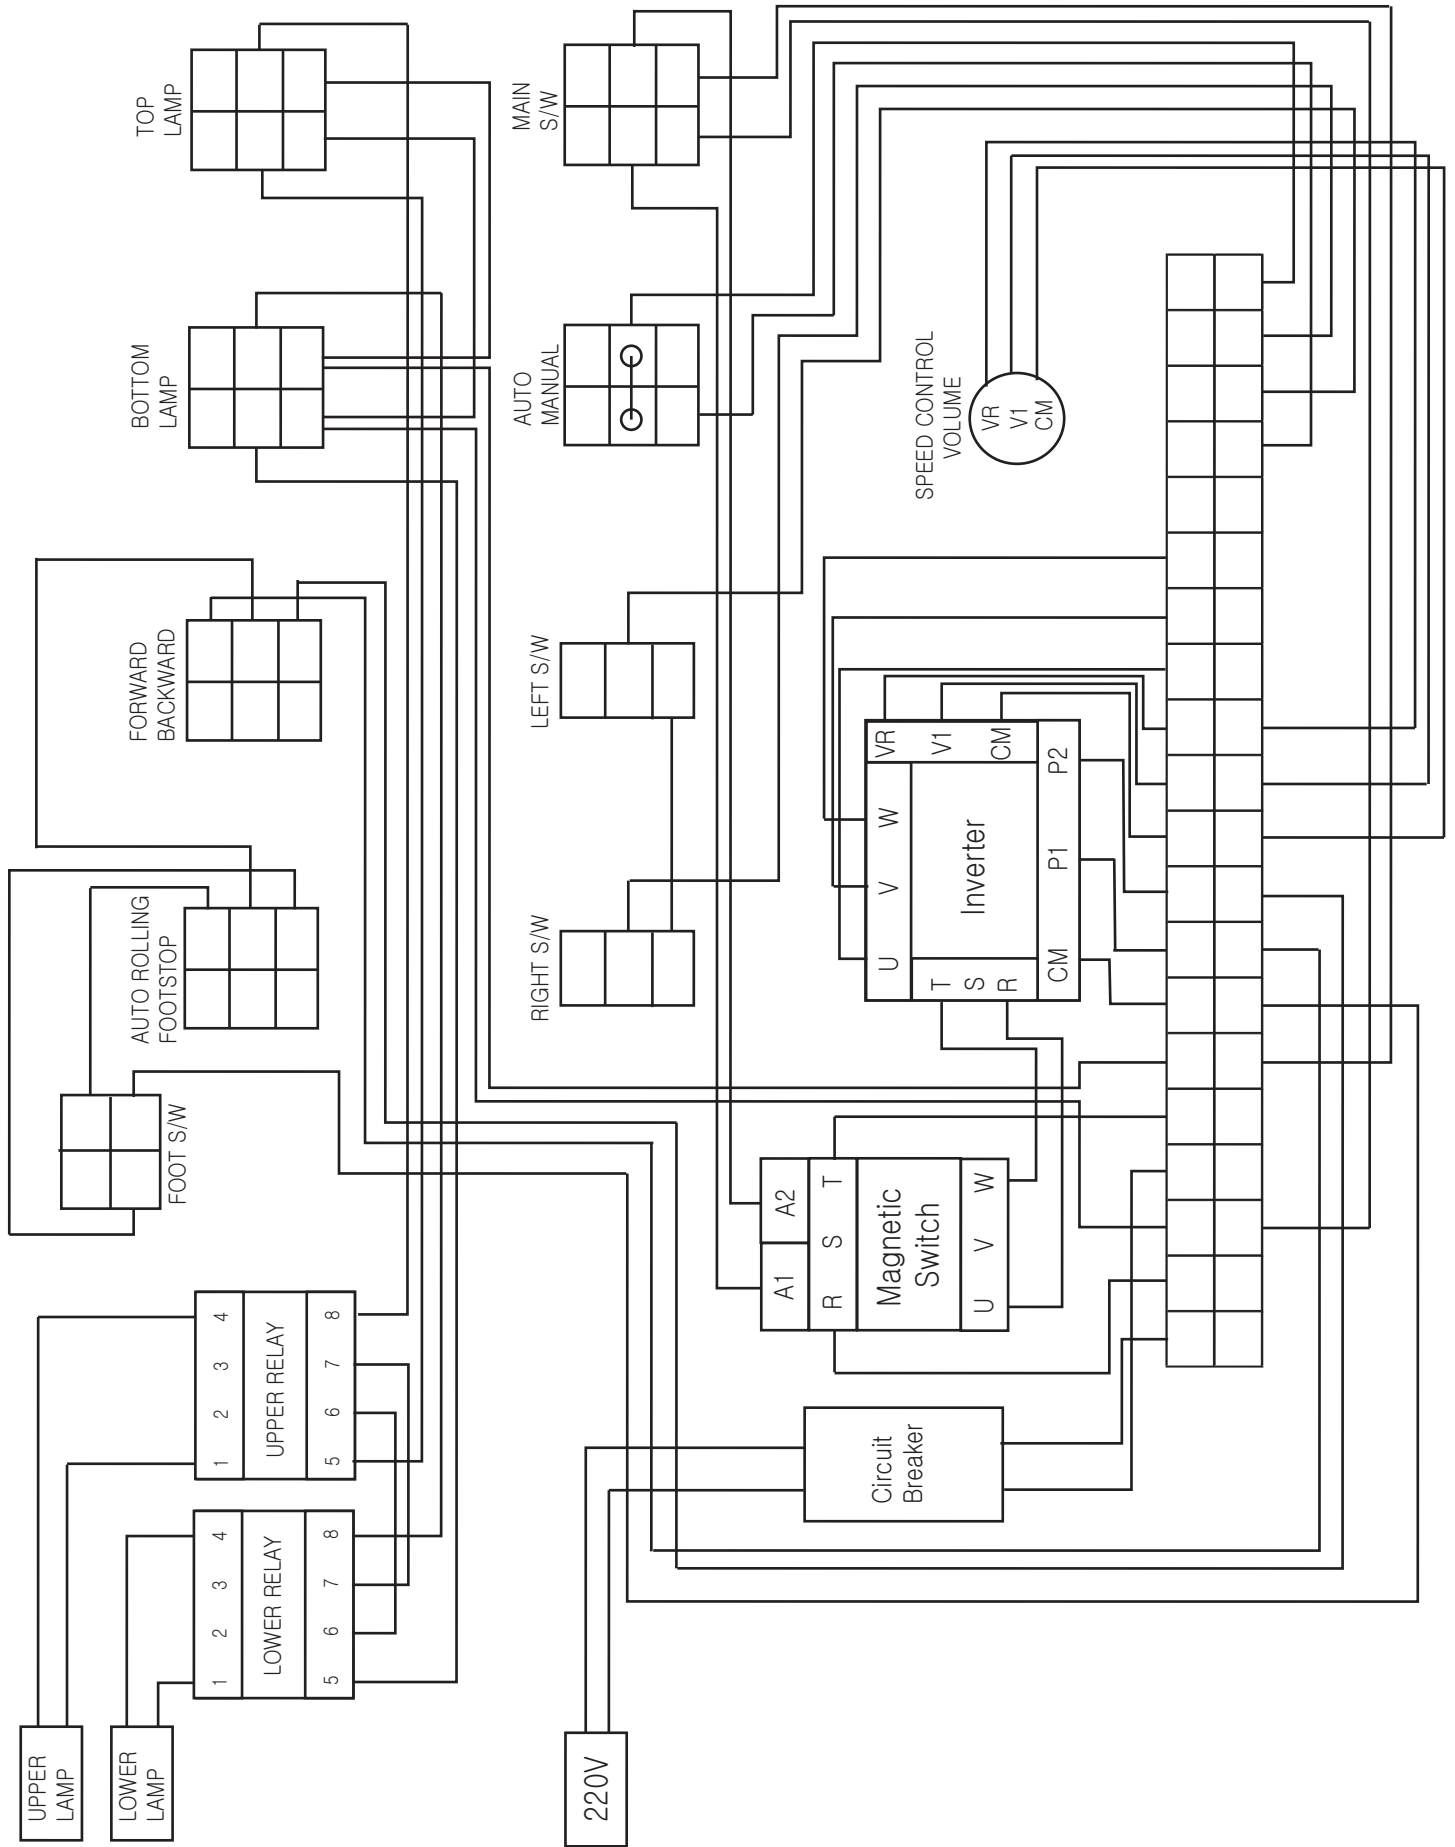 UPPER
LAMP
LOWER
LAMP
4
3
2
1
UPPER RELAY
8
7
6
5
4
3
2
1
LOWER RELAY
8
7
6
5
FOOT S/W
AUTO ROLLING
FOOTSTOP
FORWARD
BACKWARD
BOTTOM
LAMP
TOP
LAMP
220V
RIGHT S/W
LEFT S/W
AUTO
MANUAL
MAIN
S/W
Circuit
Breaker
A1 A2
R S T
Magnetic
Switch
U V W
U V W
T
S
R
Inverter
VR
V1
CM
CM P1 P2
SPEED CONTROL
VOLUME
VR
V1
CM